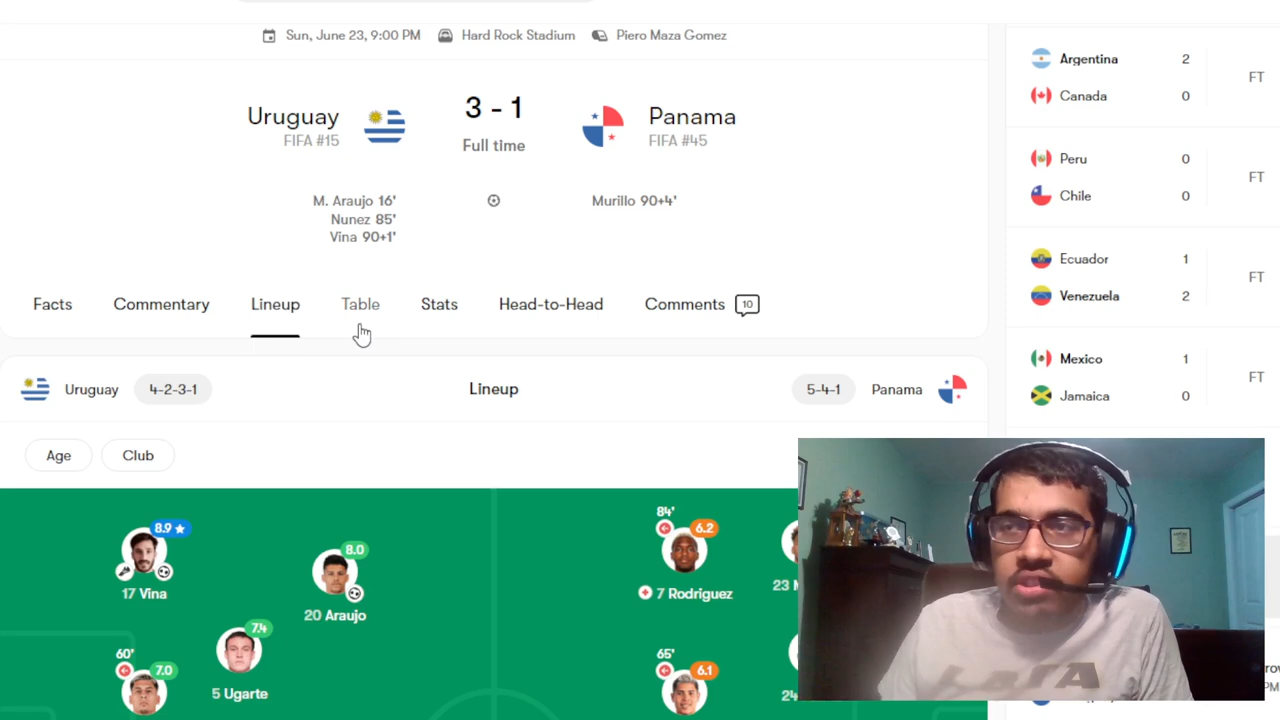 Sun, June 23, 9:00 PM Hard Rock Stadium Piero Maza Gomez
Uruguay
FIFA #15
3 - 1
Full time
Panama
FIFA #45
M. Araujo 16'
Nunez 85'
Vina 90+1'
Murillo 90+4'
Facts Commentary Lineup Table Stats Head-to-Head Comments 10
Uruguay 4-2-3-1 Lineup 5-4-1 Panama
Age Club
8.9
17 Vina
8.0
20 Araujo
7.4
5 Ugarte
60'
7.0
84'
6.2
7 Rodriguez
65'
6.1
23
24
Argentina 2
Canada 0
FT
Peru 0
Chile 0
FT
Ecuador 1
Venezuela 2
FT
Mexico 1
Jamaica 0
FT